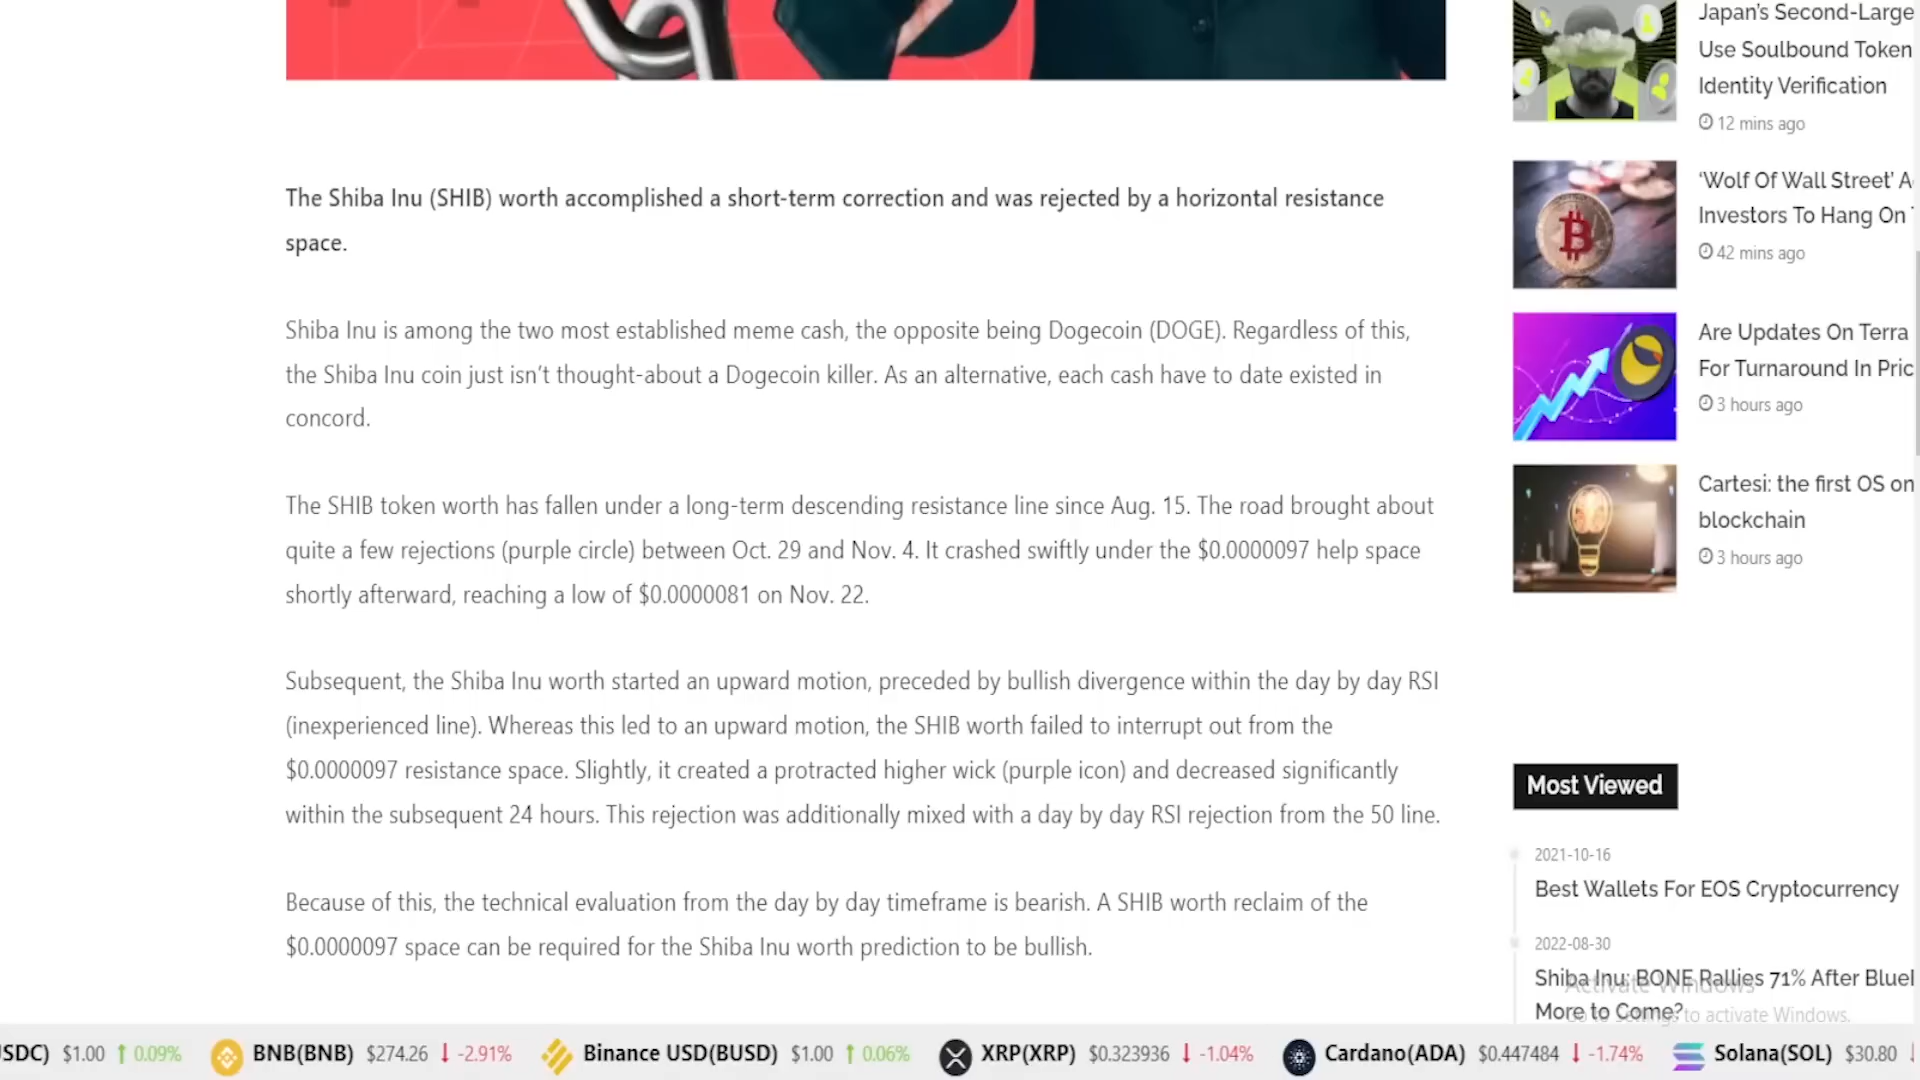 The Shiba Inu (SHIB) worth accomplished a short-term correction and was rejected by a horizontal resistance
space.
Shiba Inu is among the two most established meme cash, the opposite being Dogecoin (DOGE). Regardless of this,
the Shiba Inu coin just isn’t thought-about a Dogecoin killer. As an alternative, each cash have to date existed in
concord.
The SHIB token worth has fallen under a long-term descending resistance line since Aug. 15. The road brought about
quite a few rejections (purple circle) between Oct. 29 and Nov. 4. It crashed swiftly under the $0.0000097 help space
shortly afterward, reaching a low of $0.0000081 on Nov. 22.
Subsequent, the Shiba Inu worth started an upward motion, preceded by bullish divergence within the day by day RSI
(inexperienced line). Whereas this led to an upward motion, the SHIB worth failed to interrupt out from the
$0.0000097 resistance space. Slightly, it created a protracted higher wick (purple icon) and decreased significantly
within the subsequent 24 hours. This rejection was additionally mixed with a day by day RSI rejection from the 50 line.
Because of this, the technical evaluation from the day by day timeframe is bearish. A SHIB worth reclaim of the
$0.0000097 space can be required for the Shiba Inu worth prediction to be bullish.
Japan’s Second-Large
Use Soulbound Token
Identity Verification
12 mins ago
‘Wolf Of Wall Street’ A
Investors To Hang On
42 mins ago
Are Updates On Terra
For Turnaround In Pric
3 hours ago
Cartesi: the first OS on
blockchain
3 hours ago
Most Viewed
2021-10-16
Best Wallets For EOS Cryptocurrency
2022-08-30
Shiba Inu: BONE Rallies 71% After Blue
More to Come?
Activate Windows
Go to Settings to activate Windows.
SDC) $1.00 0.09% BNB(BNB) $274.26 -2.91% Binance USD(BUSD) $1.00 0.06% XRP(XRP) $0.323936 -1.04% Cardano(ADA) $0.447484 -1.74% Solana(SOL) $30.80